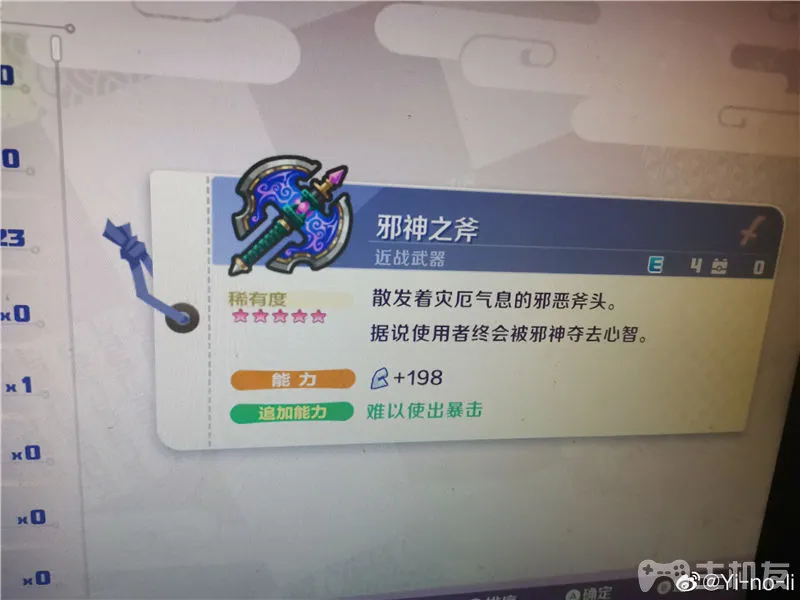 0
0
23
x0
x1
x0
x0
x0
邪神之斧
近战武器
E 4 0
稀有度
散发着灾厄气息的邪恶斧头。
据说使用者终会被邪神夺去心智。
能力 +198
追加能力 难以使出暴击
A 确定
@Yi-no-li